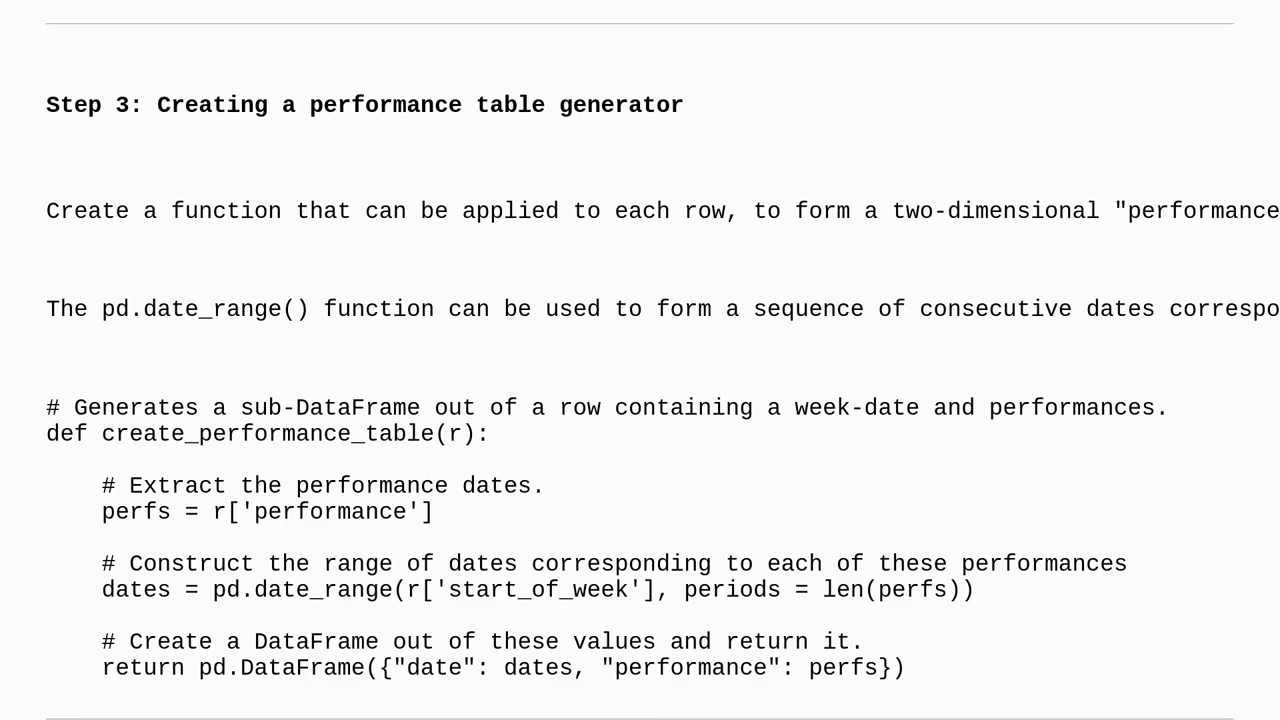 Step 3: Creating a performance table generator
Create a function that can be applied to each row, to form a two-dimensional "performance
The pd.date_range() function can be used to form a sequence of consecutive dates correspo
# Generates a sub-DataFrame out of a row containing a week-date and performances.
def create_performance_table(r):
    # Extract the performance dates.
    perfs = r['performance']
    # Construct the range of dates corresponding to each of these performances
    dates = pd.date_range(r['start_of_week'], periods = len(perfs))
    # Create a DataFrame out of these values and return it.
    return pd.DataFrame({"date": dates, "performance": perfs})